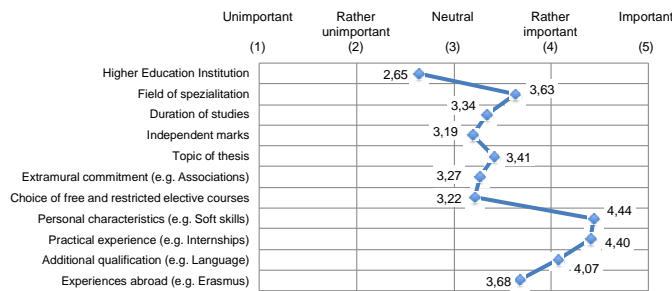 Unimportant
(1)
Rather
unimportant
(2)
Neutral
(3)
Rather
important
(4)
Important
(5)
Higher Education Institution
2,65
Field of spezialitation
3,63
Duration of studies
3,34
Independent marks
3,19
Topic of thesis
3,41
Extramural commitment (e.g. Associations)
3,27
Choice of free and restricted elective courses
3,22
Personal characteristics (e.g. Soft skills)
4,44
Practical experience (e.g. Internships)
4,40
Additional qualification (e.g. Language)
4,07
Experiences abroad (e.g. Erasmus)
3,68